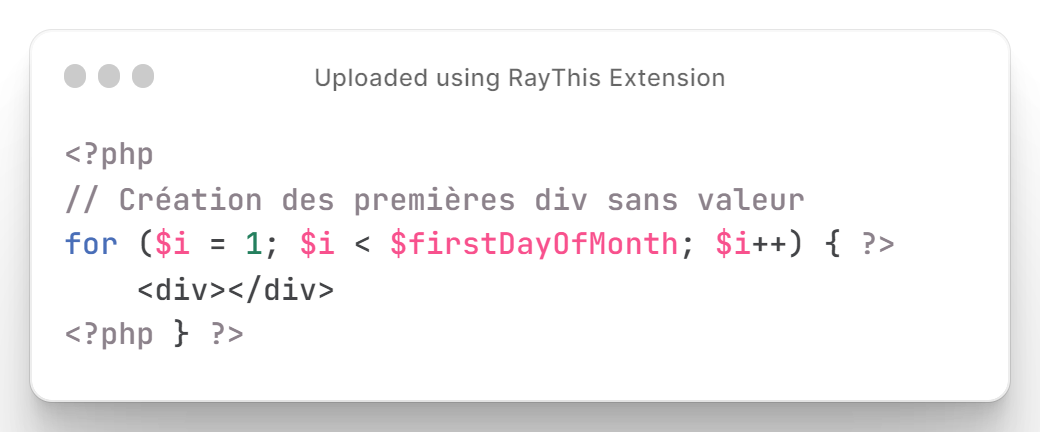 Uploaded using RayThis Extension
<?php
// Création des premières div sans valeur
for ($i = 1; $i < $firstDayOfMonth; $i++) { ?>
    <div></div>
<?php } ?>